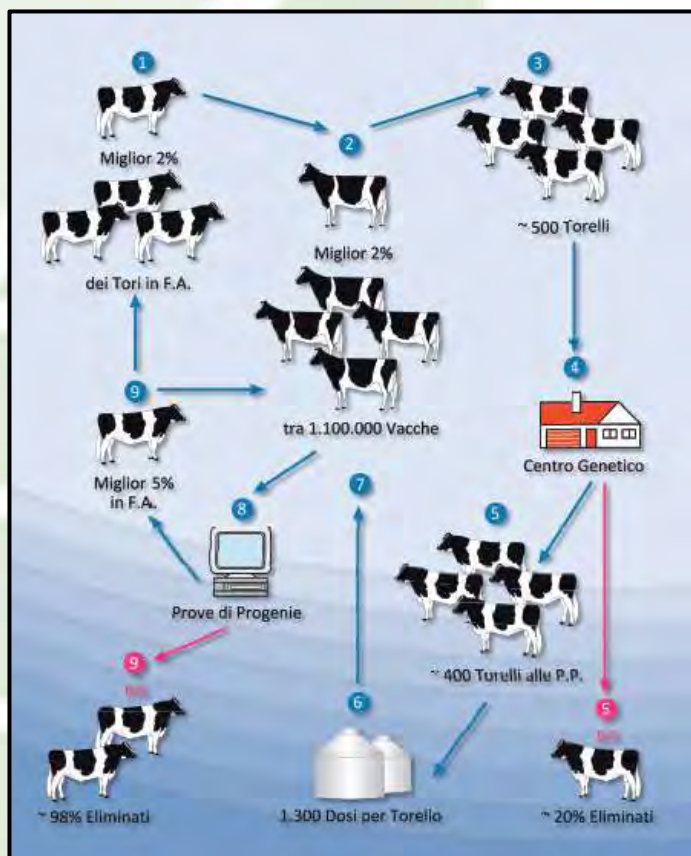 1
Miglior 2%
dei Tori in F.A.
2
Miglior 2%
tra 1.100.000 Vacche
3
~ 500 Torelli
4
Centro Genetico
5
~ 400 Torelli alle P.P.
5
~ 20% Eliminati
6
1.300 Dosi per Torello
7
8
Prove di Progenie
9
Miglior 5%
in F.A.
9
~ 98% Eliminati